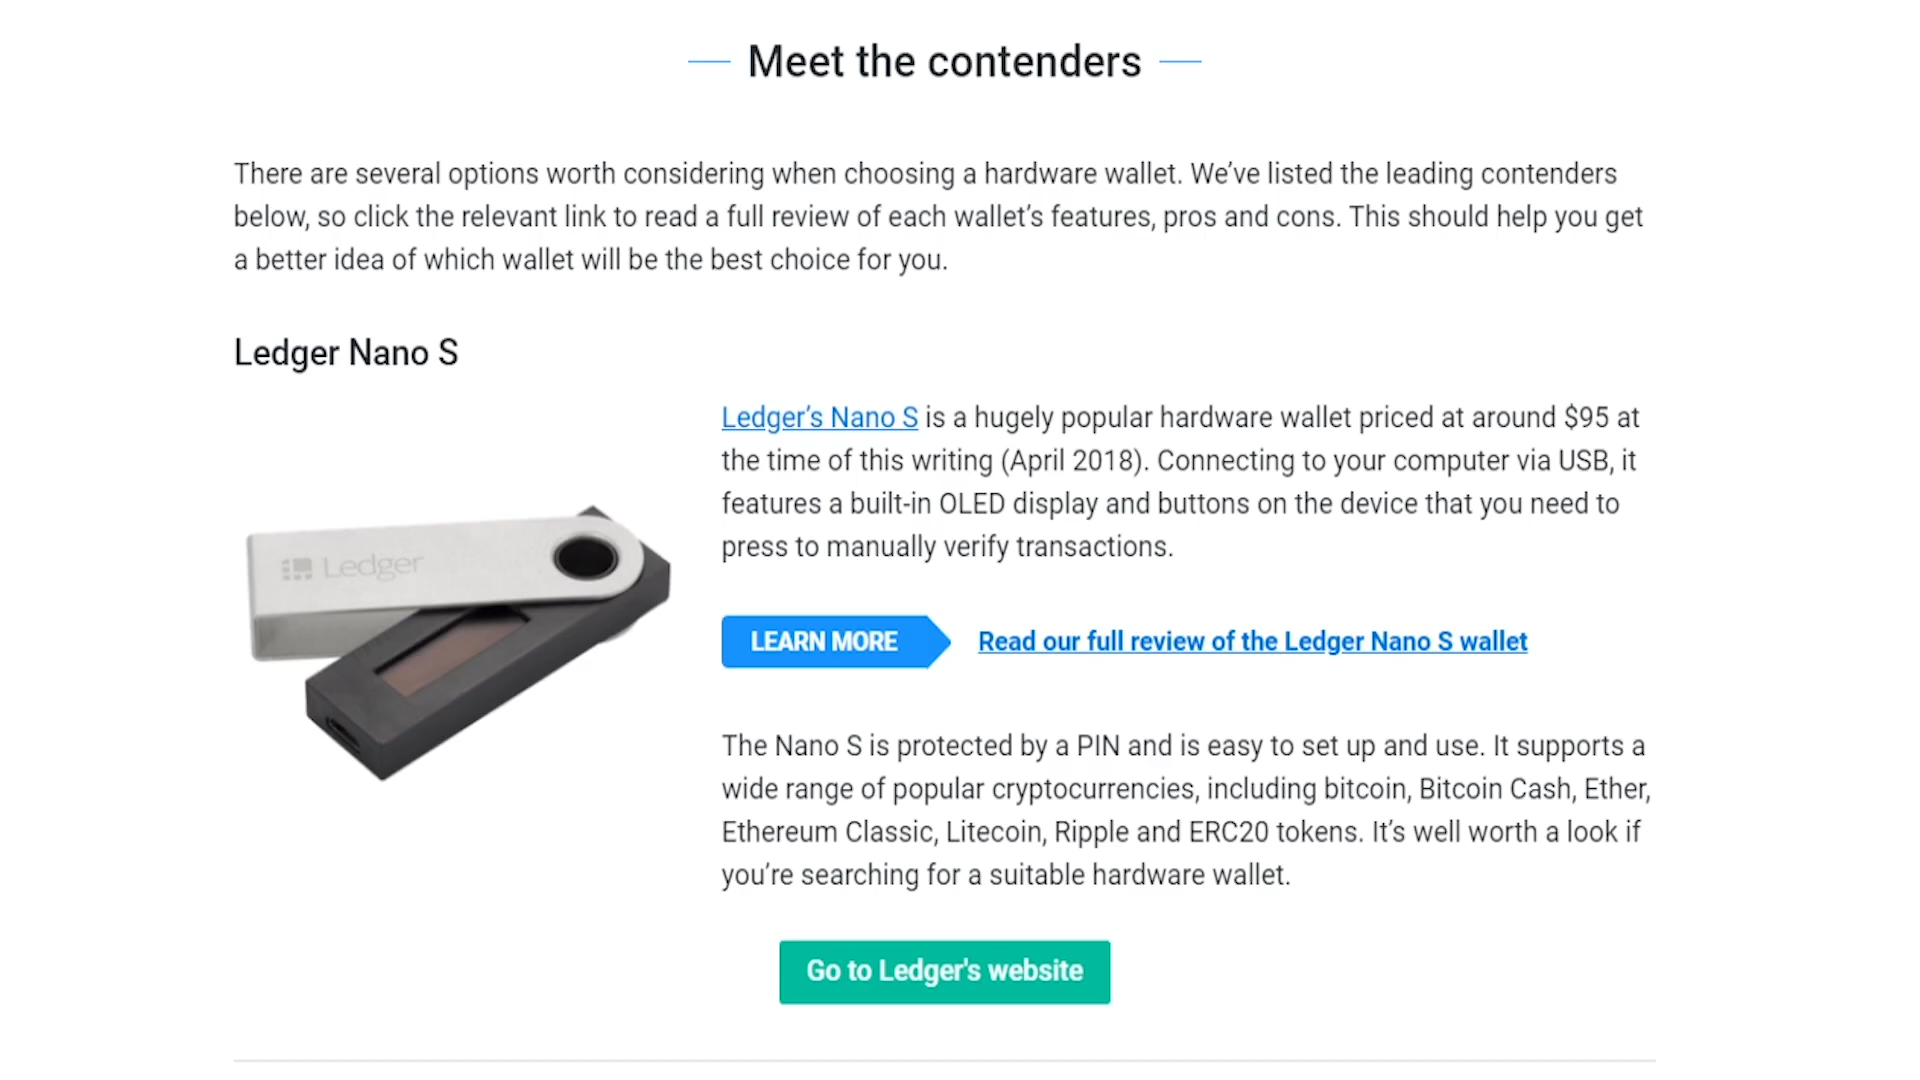 Meet the contenders
There are several options worth considering when choosing a hardware wallet. We’ve listed the leading contenders
below, so click the relevant link to read a full review of each wallet’s features, pros and cons. This should help you get
a better idea of which wallet will be the best choice for you.
Ledger Nano S
Ledger
Ledger’s Nano S is a hugely popular hardware wallet priced at around $95 at
the time of this writing (April 2018). Connecting to your computer via USB, it
features a built-in OLED display and buttons on the device that you need to
press to manually verify transactions.
LEARN MORE Read our full review of the Ledger Nano S wallet
The Nano S is protected by a PIN and is easy to set up and use. It supports a
wide range of popular cryptocurrencies, including bitcoin, Bitcoin Cash, Ether,
Ethereum Classic, Litecoin, Ripple and ERC20 tokens. It’s well worth a look if
you’re searching for a suitable hardware wallet.
Go to Ledger's website